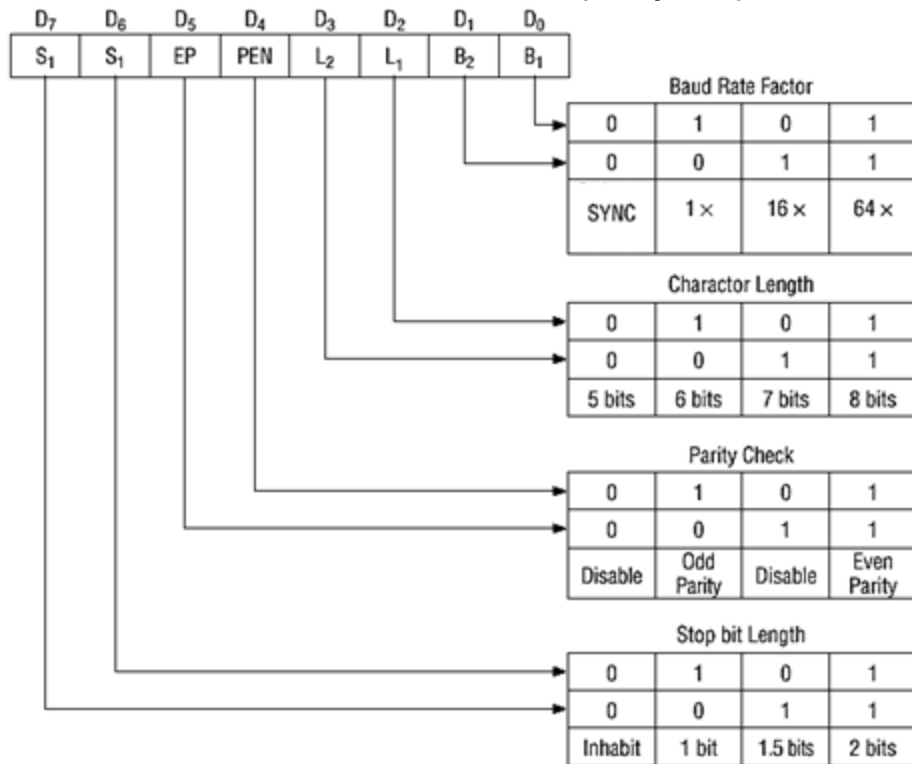 D7 D6 D5 D4 D3 D2 D1 D0
S1 S1 EP PEN L2 L1 B2 B1
Baud Rate Factor
0 1 0 1
0 0 1 1
SYNC 1 × 16 × 64 ×
Charactor Length
0 1 0 1
0 0 1 1
5 bits 6 bits 7 bits 8 bits
Parity Check
0 1 0 1
0 0 1 1
Disable Odd Parity Disable Even Parity
Stop bit Length
0 1 0 1
0 0 1 1
Inhabit 1 bit 1.5 bits 2 bits